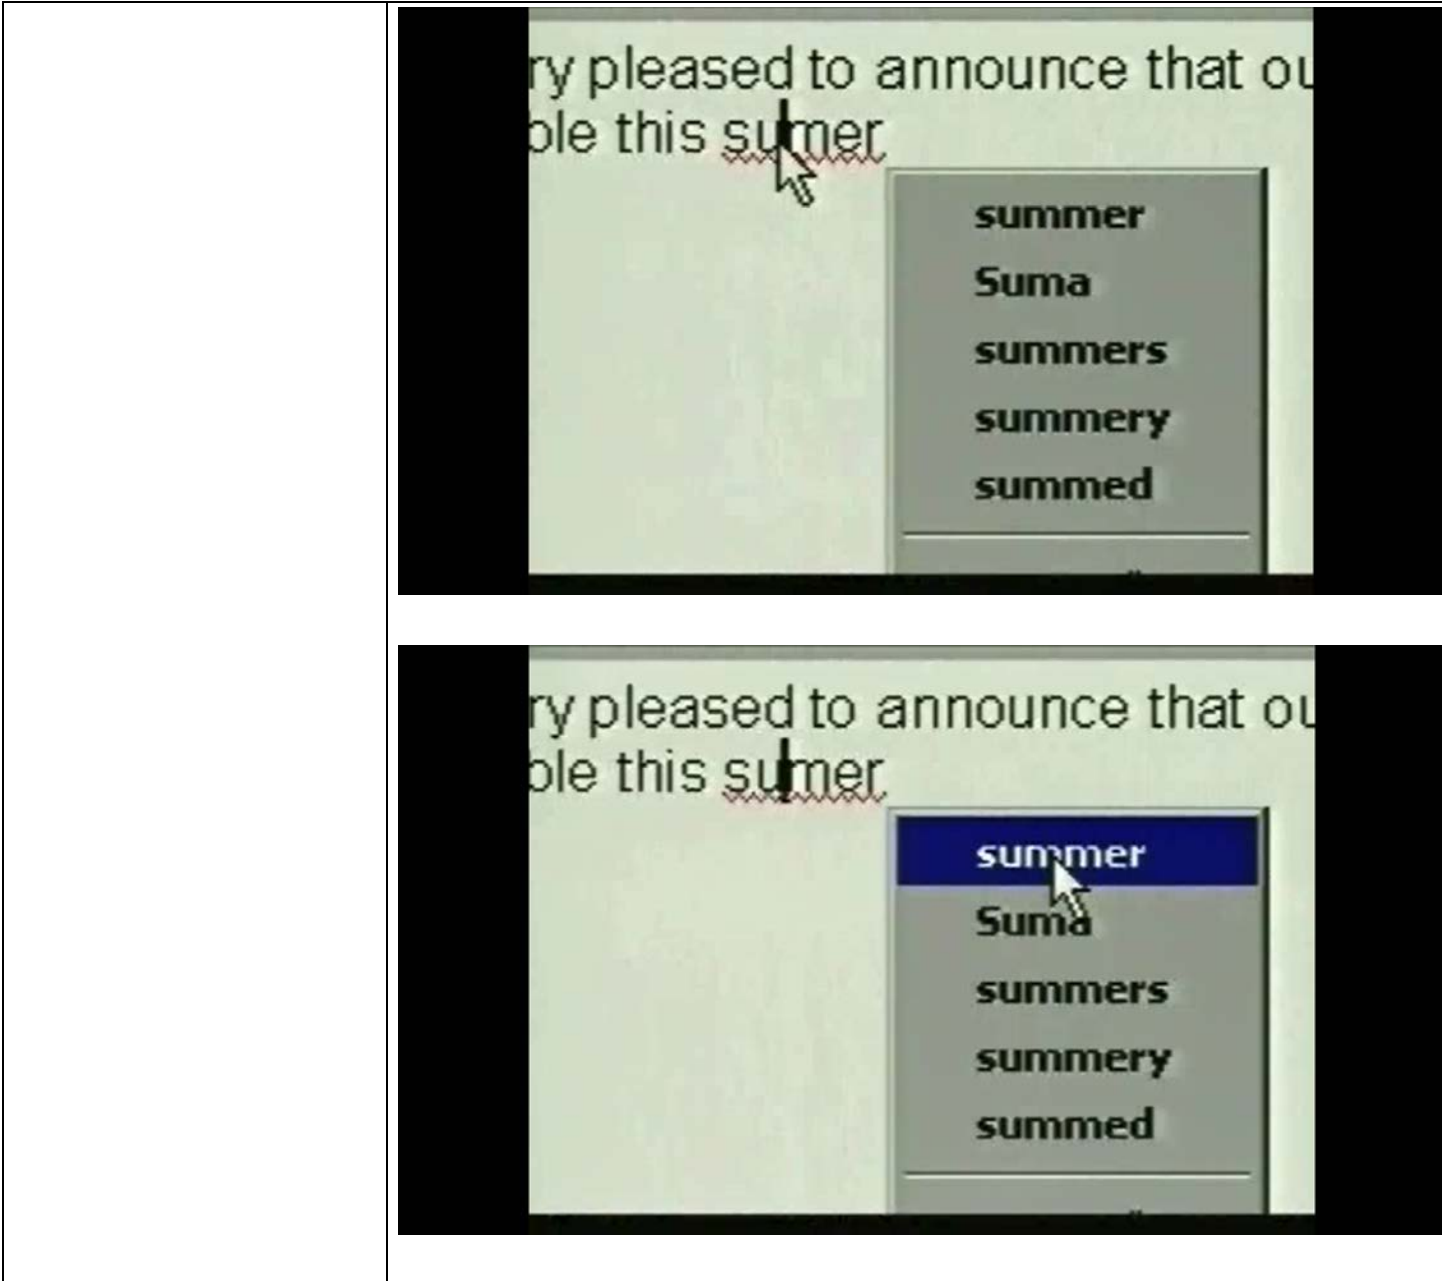 ry pleased to announce that ou
ble this sumer
summer
Suma
summers
summery
summed
ry pleased to announce that ou
ble this sumer
summer
Suma
summers
summery
summed